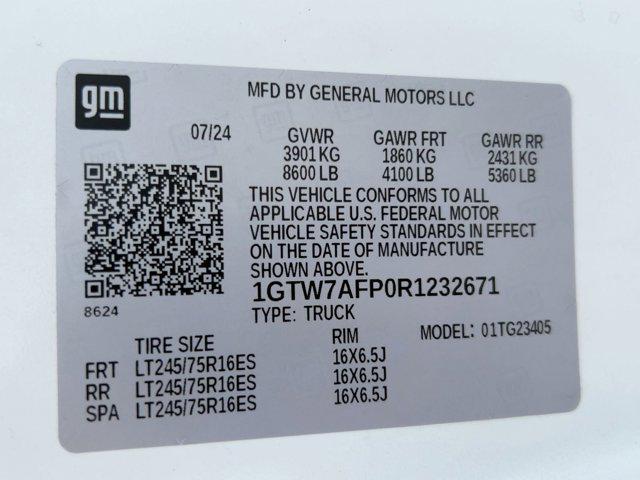 gm
MFD BY GENERAL MOTORS LLC
07/24
GVWR GAWR FRT GAWR RR
3901 KG 1860 KG 2431 KG
8600 LB 4100 LB 5360 LB
THIS VEHICLE CONFORMS TO ALL
APPLICABLE U.S. FEDERAL MOTOR
VEHICLE SAFETY STANDARDS IN EFFECT
ON THE DATE OF MANUFACTURE
SHOWN ABOVE.
1GTW7AFP0R1232671
8624
TYPE: TRUCK
MODEL: 01TG23405
TIRE SIZE RIM
FRT LT245/75R16ES 16X6.5J
RR LT245/75R16ES 16X6.5J
SPA LT245/75R16ES 16X6.5J